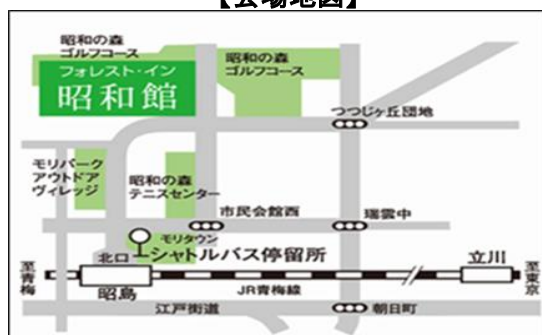 【会場地図】
昭和の森
ゴルフコース
フォレスト・イン
昭和館
昭和の森
ゴルフコース
つつじヶ丘団地
モリパーク
アウトドア
ヴィレッジ
昭和の森
テニスセンター
市民会館西
瑞雲中
モリタウン
北口
シャトルバス停留所
至青梅
昭島
JR青梅線
立川
至東京
江戸街道
朝日町